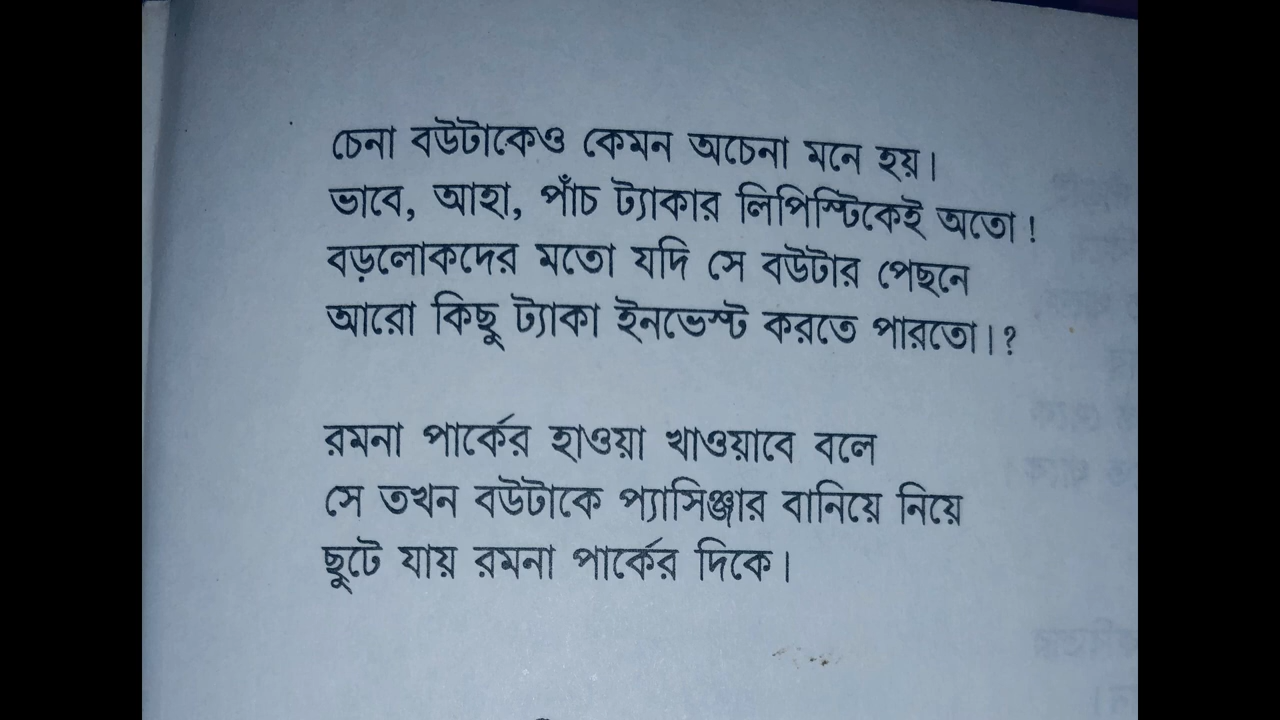 চেনা বউটাকেও কেমন অচেনা মনে হয়।
ভাবে, আহা, পাঁচ ট্যাকার লিপিস্টিকেই অতো!
বড়লোকদের মতো যদি সে বউটার পেছনে
আরো কিছু ট্যাকা ইনভেস্ট করতে পারতো।?
রমনা পার্কের হাওয়া খাওয়াবে বলে
সে তখন বউটাকে প্যাসিঞ্জার বানিয়ে নিয়ে
ছুটে যায় রমনা পার্কের দিকে।